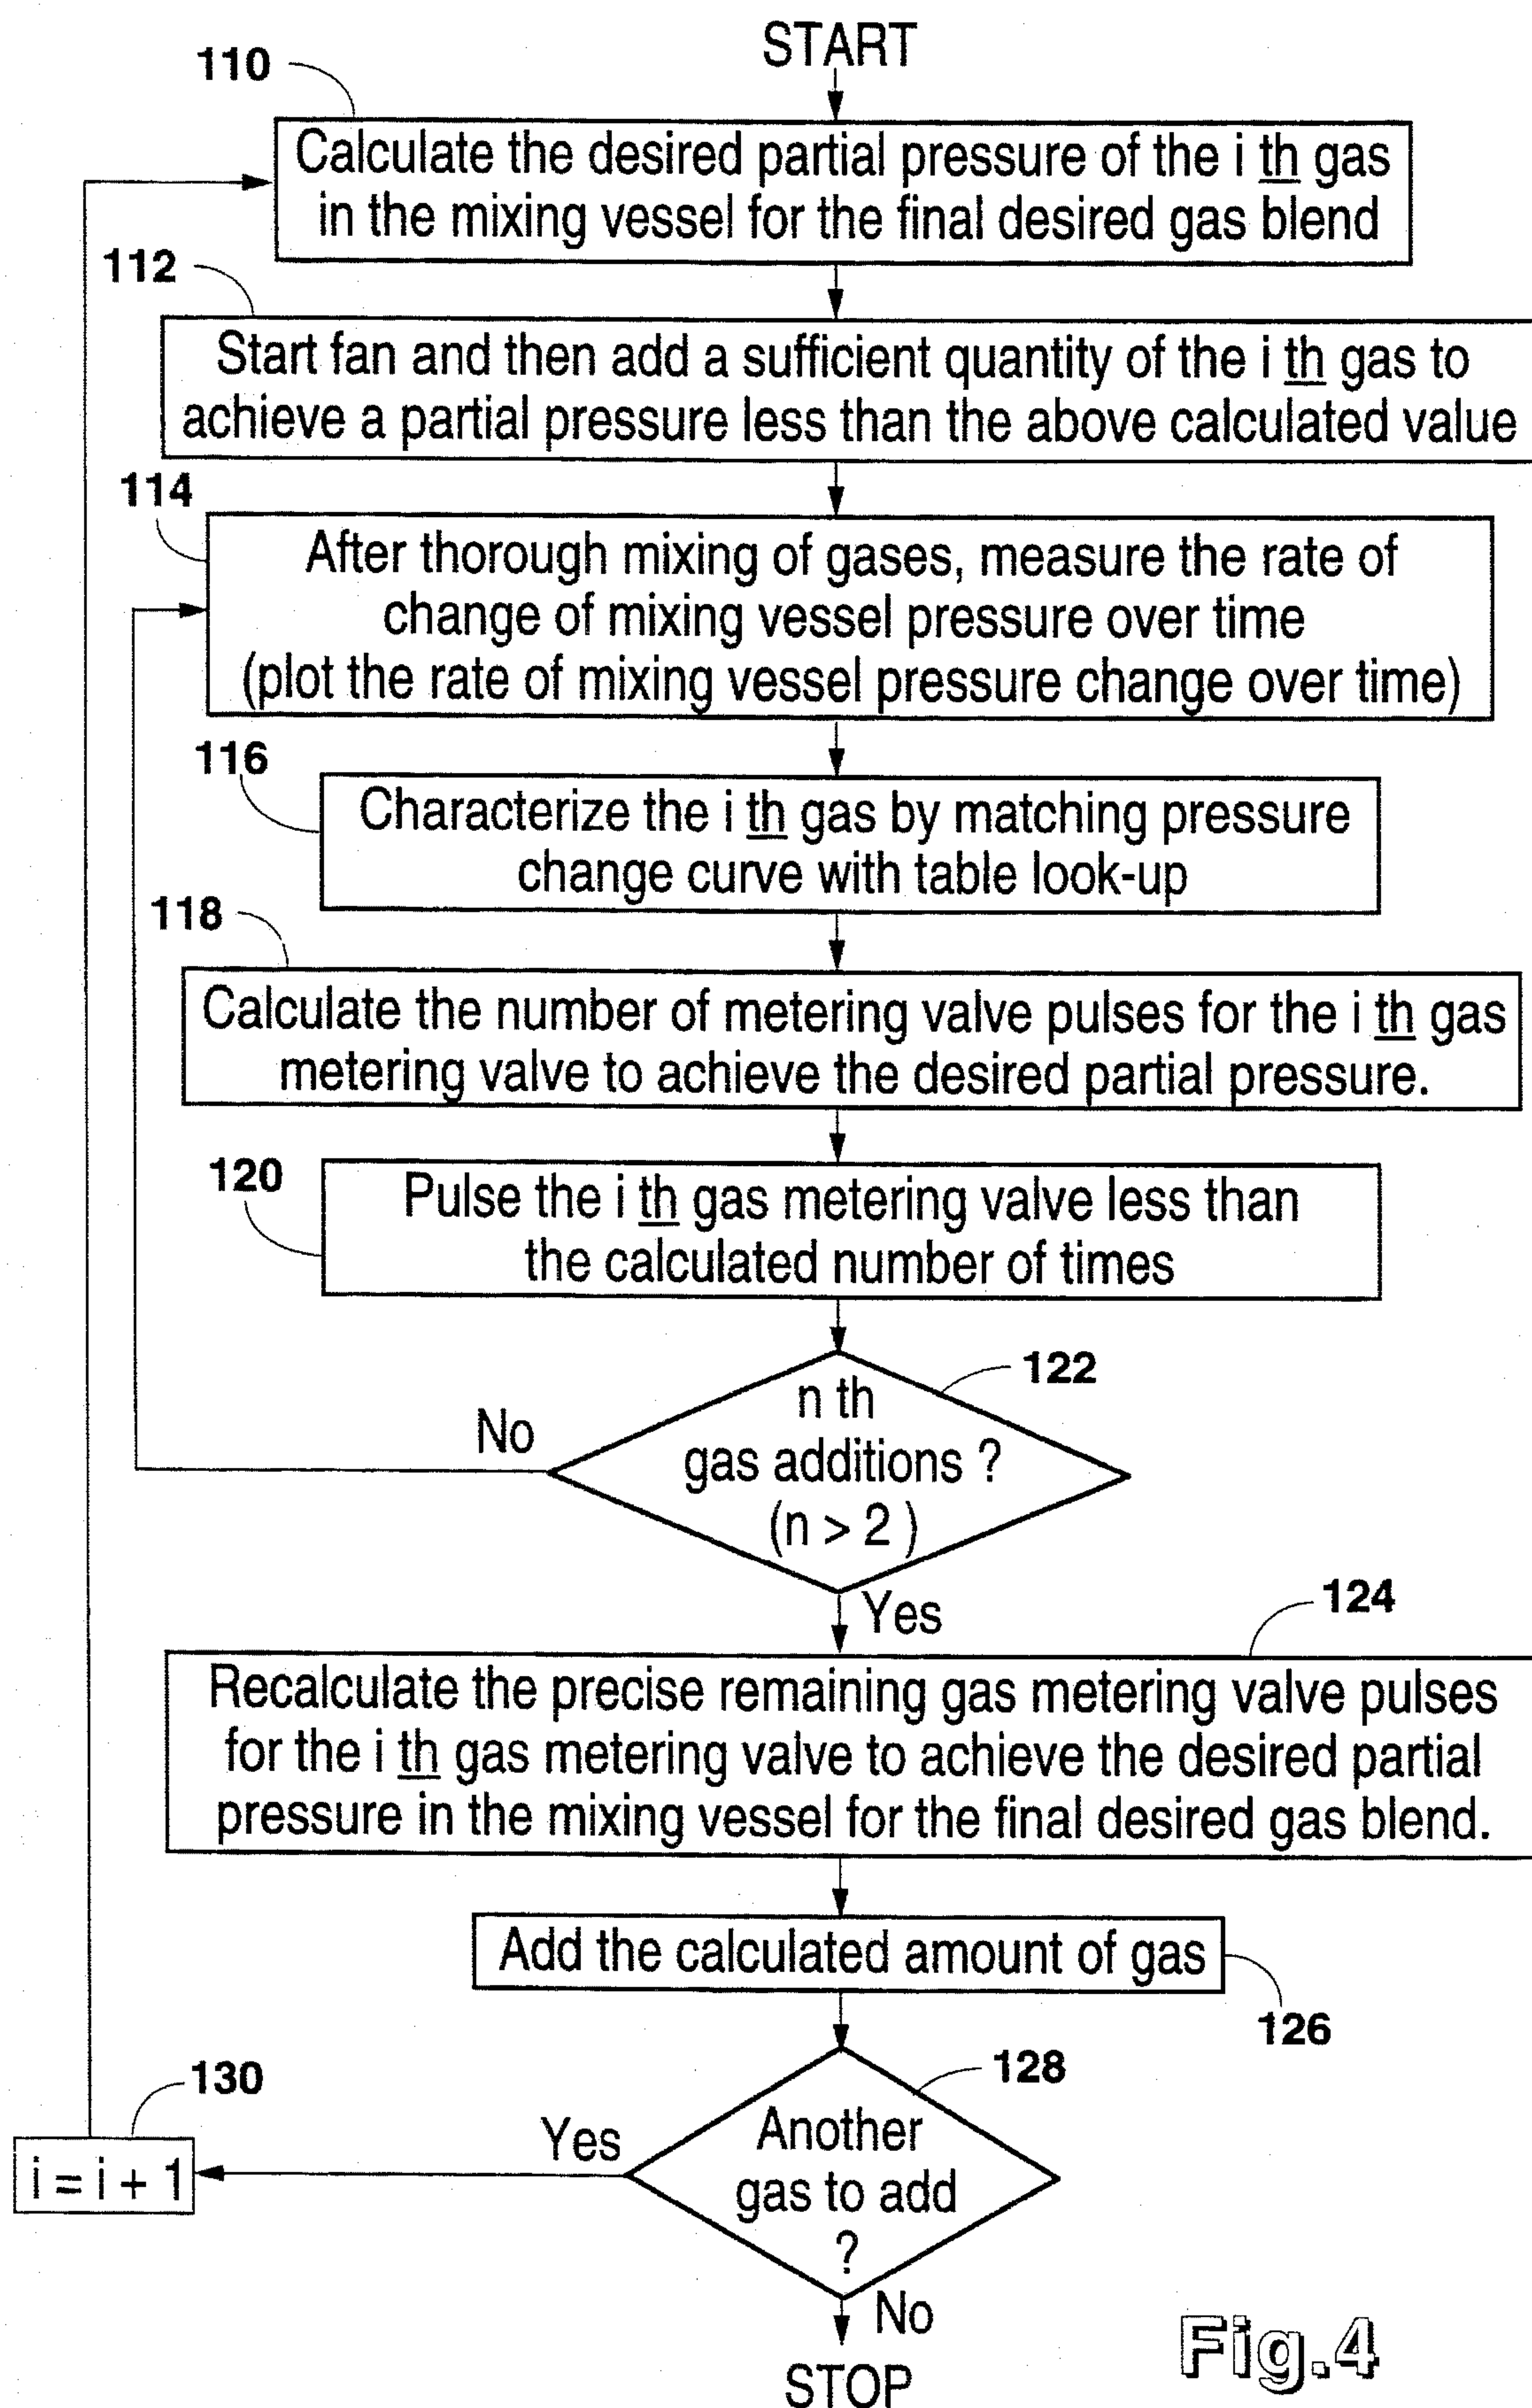 START
110
Calculate the desired partial pressure of the i th gas
in the mixing vessel for the final desired gas blend
112
Start fan and then add a sufficient quantity of the i th gas to
achieve a partial pressure less than the above calculated value
114
After thorough mixing of gases, measure the rate of
change of mixing vessel pressure over time
(plot the rate of mixing vessel pressure change over time)
116
Characterize the i th gas by matching pressure
change curve with table look-up
118
Calculate the number of metering valve pulses for the i th gas
metering valve to achieve the desired partial pressure.
120
Pulse the i th gas metering valve less than
the calculated number of times
122
n th
gas additions ?
(n > 2 )
No
Yes
124
Recalculate the precise remaining gas metering valve pulses
for the i th gas metering valve to achieve the desired partial
pressure in the mixing vessel for the final desired gas blend.
Add the calculated amount of gas
126
128
Another
gas to add
?
Yes
130
i = i + 1
No
STOP
Fig.4